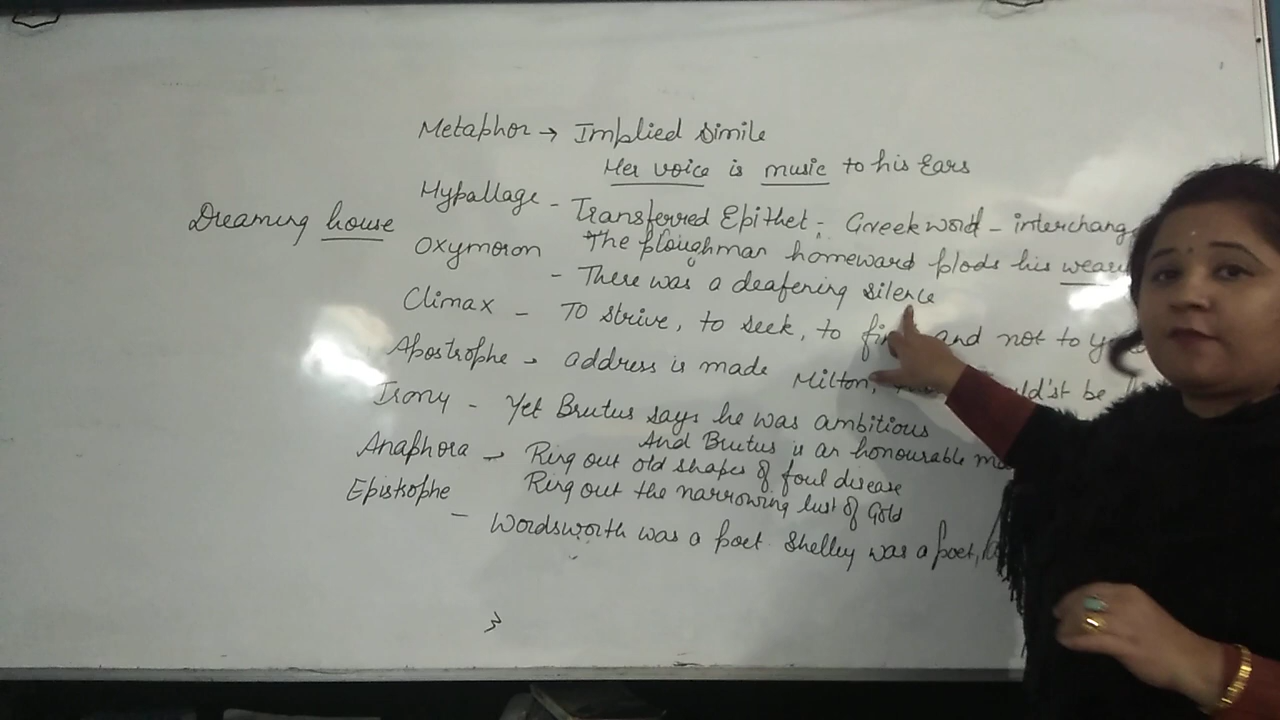 Metaphor → Implied Simile
Her voice is music to his Ears
Hypallage - Transferred Epithet; Greek word - interchang
Dreaming house
The ploughman homeward plods his wear
Oxymoron - There was a deafening silence
Climax - To strive, to seek, to fin and not to y
Apostrophe → address is made Milton, ld'st be
Irony - Yet Brutus says he was ambitious
And Brutus is an honourable m
Anaphora → Ring out old shapes of foul disease
Ring out the narrowing lust of Gold
Epistrophe - Wordsworth was a poet. Shelley was a poet,